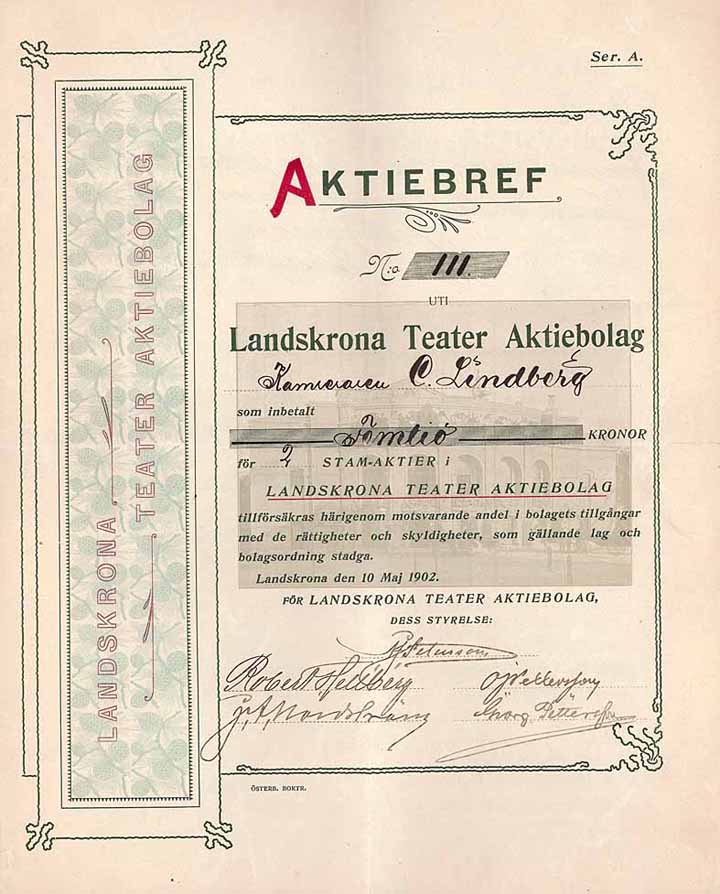 Ser. A.
LANDSKRONA
TEATER AKTIEBOLAG
AKTIEBREF
N:o 111.
UTI
Landskrona Teater Aktiebolag
C. Lindberg
som inbetalt
Femtio KRONOR
för 2 STAM-AKTIER i
LANDSKRONA TEATER AKTIEBOLAG
tillförsäkras härigenom motsvarande andel i bolagets tillgångar
med de rättigheter och skyldigheter, som gällande lag och
bolagsordning stadga.
Landskrona den 10 Maj 1902.
FÖR LANDSKRONA TEATER AKTIEBOLAG,
DESS STYRELSE:
Robert Hellberg
Georg Pettersson
ÖSTERB. BOKTR.